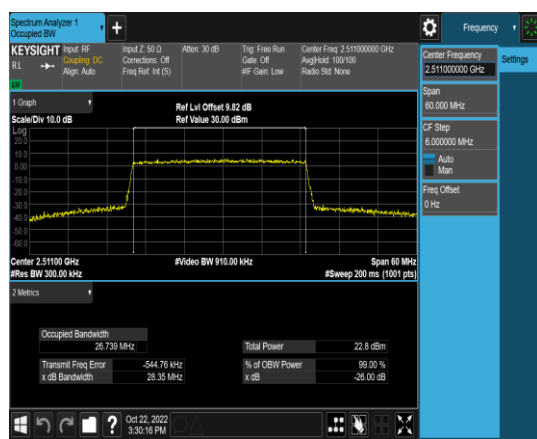 Spectrum Analyzer 1
Occupied BW
Frequency
KEYSIGHT
RL
Input: RF
Coupling: DC
Align: Auto
Input Z: 50 Ω
Corrections: Off
Freq Ref: Int (S)
Atten: 30 dB
Trig: Free Run
Gate: Off
#IF Gain: Low
Center Freq: 2.511000000 GHz
Avg|Hold: 100/100
Radio Std: None
Center Frequency
2.511000000 GHz
Settings
Span
60.000 MHz
CF Step
6.000000 MHz
Auto
Man
Freq Offset
0 Hz
1 Graph
Scale/Div 10.0 dB
Ref Lvl Offset 9.82 dB
Ref Value 30.00 dBm
Log
20.0
10.0
0.00
-10.0
-20.0
-30.0
-40.0
-50.0
-60.0
Center 2.51100 GHz
#Res BW 300.00 kHz
#Video BW 910.00 kHz
Span 60 MHz
#Sweep 200 ms (1001 pts)
2 Metrics
Occupied Bandwidth
26.739 MHz
Total Power 22.8 dBm
Transmit Freq Error -544.76 kHz
% of OBW Power 99.00 %
x dB Bandwidth 28.35 MHz
x dB -26.00 dB
?
Oct 22, 2022
3:30:16 PM